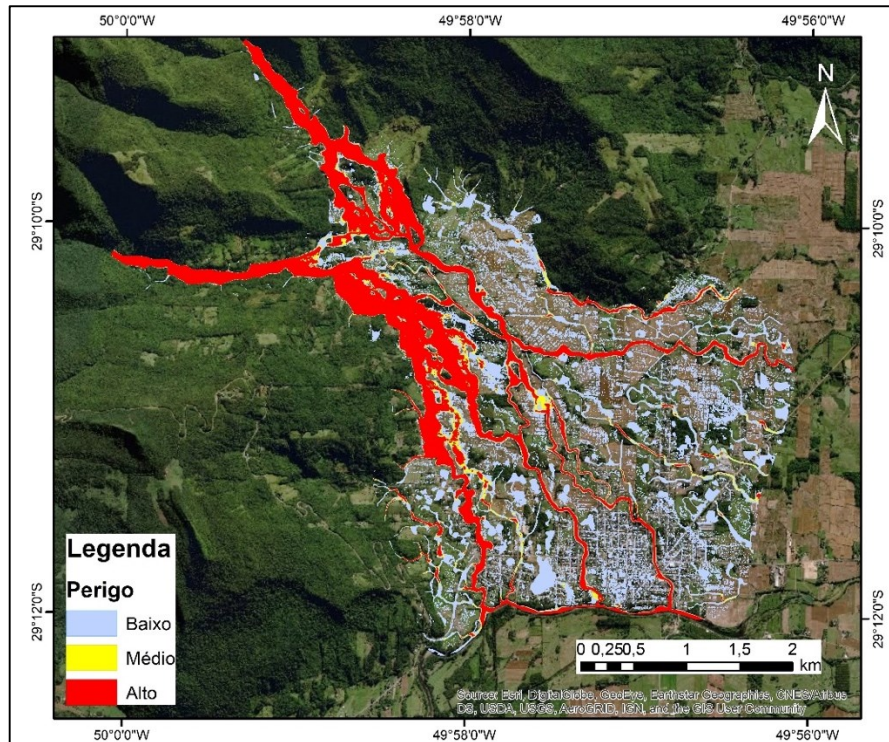 50°0'0"W 49°58'0"W 49°56'0"W
N
29°10'0"S 29°10'0"S
29°12'0"S 29°12'0"S
Legenda
Perigo
Baixo
Médio
Alto
0 0,25 0,5 1 1,5 2
km
Source: Esri, DigitalGlobe, GeoEye, Earthstar Geographics, CNES/Airbus
DS, USDA, USGS, AeroGRID, IGN, and the GIS User Community
50°0'0"W 49°58'0"W 49°56'0"W